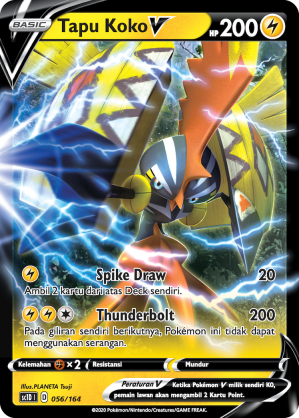 BASIC Tapu Koko V HP 200
Spike Draw 20
Ambil 2 kartu dari atas Deck sendiri.
Thunderbolt 200
Pada giliran sendiri berikutnya, Pokémon ini tidak dapat
menggunakan serangan.
Kelemahan ×2 Resistansi Mundur
Illus.PLANETA Tsuji
sc1D I D 056/164
Peraturan V Ketika Pokémon V milik sendiri KO,
pemain lawan akan mengambil 2 Kartu Point.
©2020 Pokémon/Nintendo/Creatures/GAME FREAK.